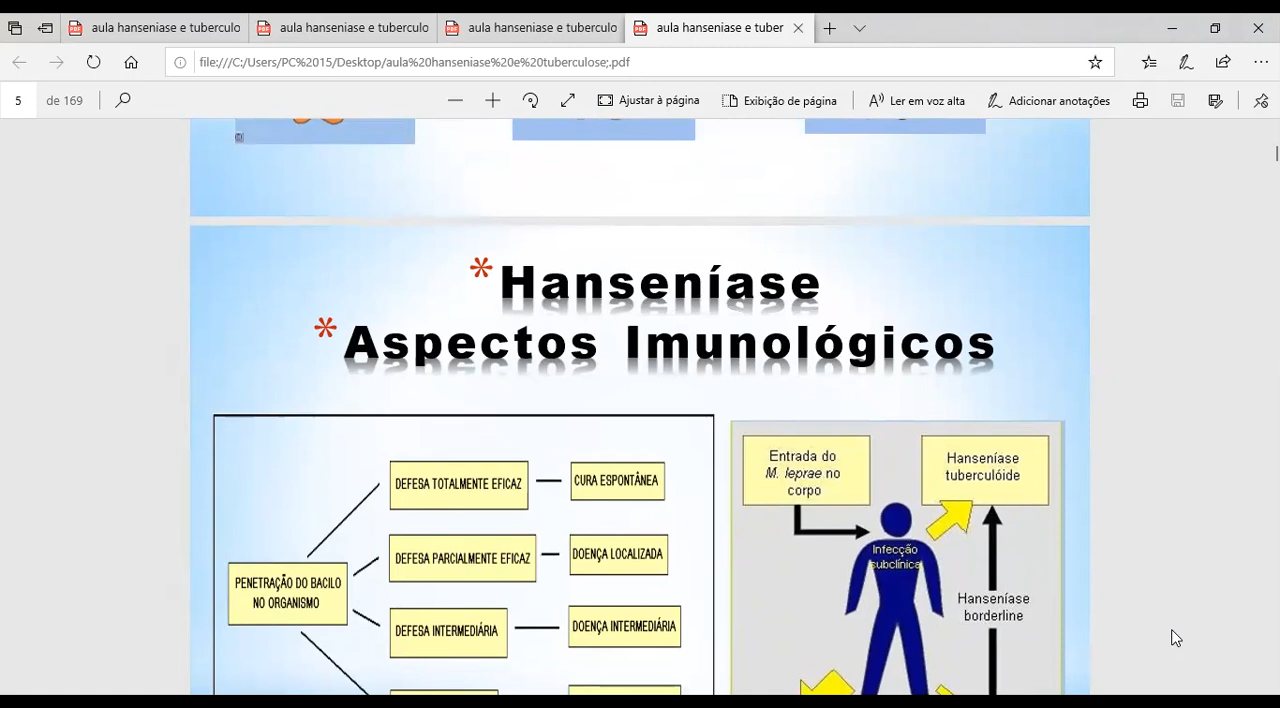 aula hanseniase e tuberculo
aula hanseniase e tuberculo
aula hanseniase e tuberculo
aula hanseniase e tuber
file:///C:/Users/PC%2015/Desktop/aula%20hanseniase%20e%20tuberculose;.pdf
5 de 169
Ajustar à página
Exibição de página
Ler em voz alta
Adicionar anotações
*Hanseníase
*Aspectos Imunológicos
PENETRAÇÃO DO BACILO
NO ORGANISMO
DEFESA TOTALMENTE EFICAZ
CURA ESPONTÂNEA
DEFESA PARCIALMENTE EFICAZ
DOENÇA LOCALIZADA
DEFESA INTERMEDIÁRIA
DOENÇA INTERMEDIÁRIA
Entrada do
M. leprae no
corpo
Hanseníase
tuberculóide
Infecção
subclínica
Hanseníase
borderline